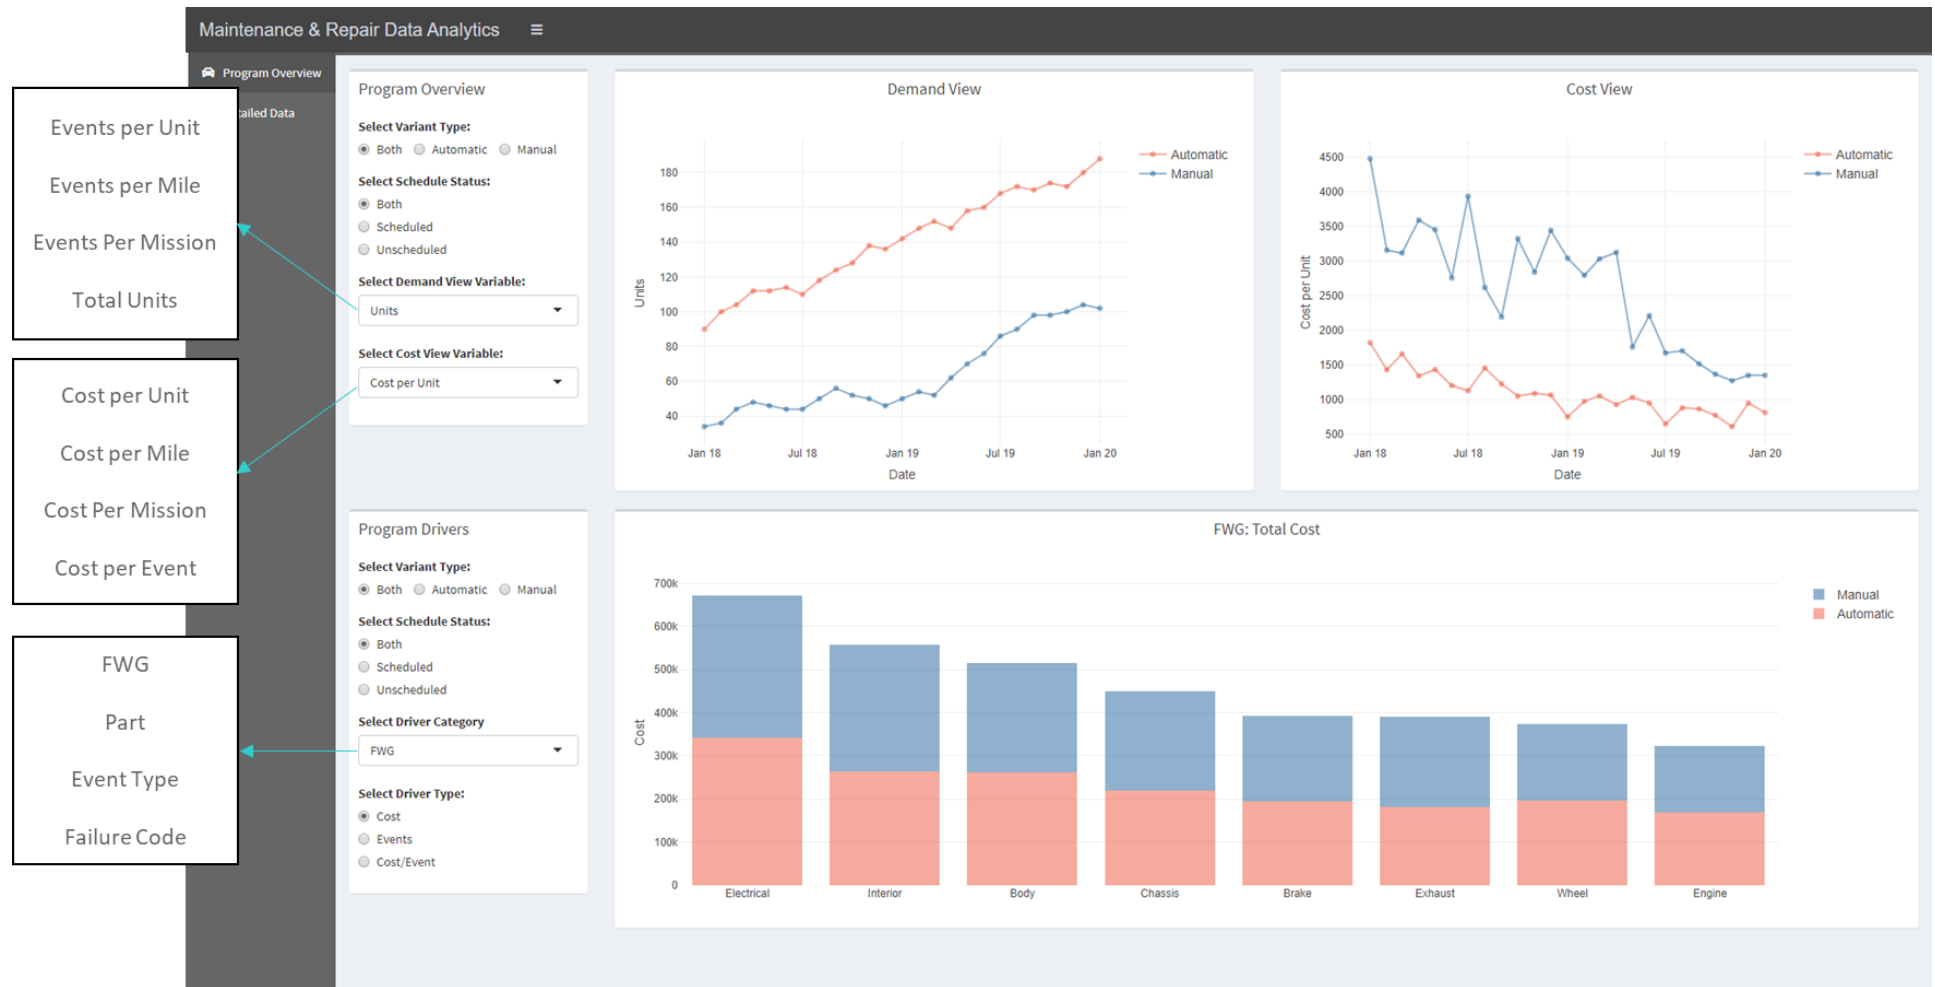 Maintenance & Repair Data Analytics
Program Overview
tailed Data
Events per Unit
Events per Mile
Events Per Mission
Total Units
Cost per Unit
Cost per Mile
Cost Per Mission
Cost per Event
FWG
Part
Event Type
Failure Code
Program Overview
Select Variant Type:
Both Automatic Manual
Select Schedule Status:
Both
Scheduled
Unscheduled
Select Demand View Variable:
Units
Select Cost View Variable:
Cost per Unit
Demand View
Automatic
Manual
Units
180
160
140
120
100
80
60
40
Jan 18 Jul 18 Jan 19 Jul 19 Jan 20
Date
Cost View
Automatic
Manual
Cost per Unit
4500
4000
3500
3000
2500
2000
1500
1000
500
Jan 18 Jul 18 Jan 19 Jul 19 Jan 20
Date
Program Drivers
Select Variant Type:
Both Automatic Manual
Select Schedule Status:
Both
Scheduled
Unscheduled
Select Driver Category
FWG
Select Driver Type:
Cost
Events
Cost/Event
FWG: Total Cost
Manual
Automatic
Cost
700k
600k
500k
400k
300k
200k
100k
0
Electrical Interior Body Chassis Brake Exhaust Wheel Engine